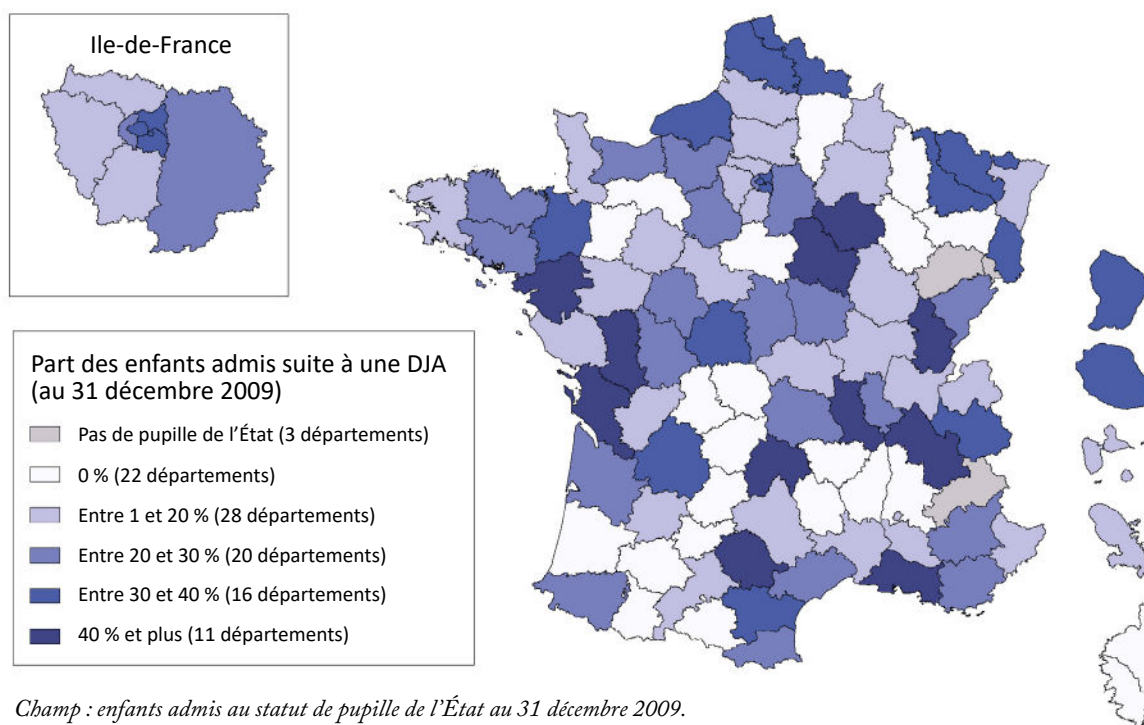 Ile-de-France
Part des enfants admis suite à une DJA
(au 31 décembre 2009)
Pas de pupille de l’État (3 départements)
0 % (22 départements)
Entre 1 et 20 % (28 départements)
Entre 20 et 30 % (20 départements)
Entre 30 et 40 % (16 départements)
40 % et plus (11 départements)
Champ : enfants admis au statut de pupille de l’État au 31 décembre 2009.